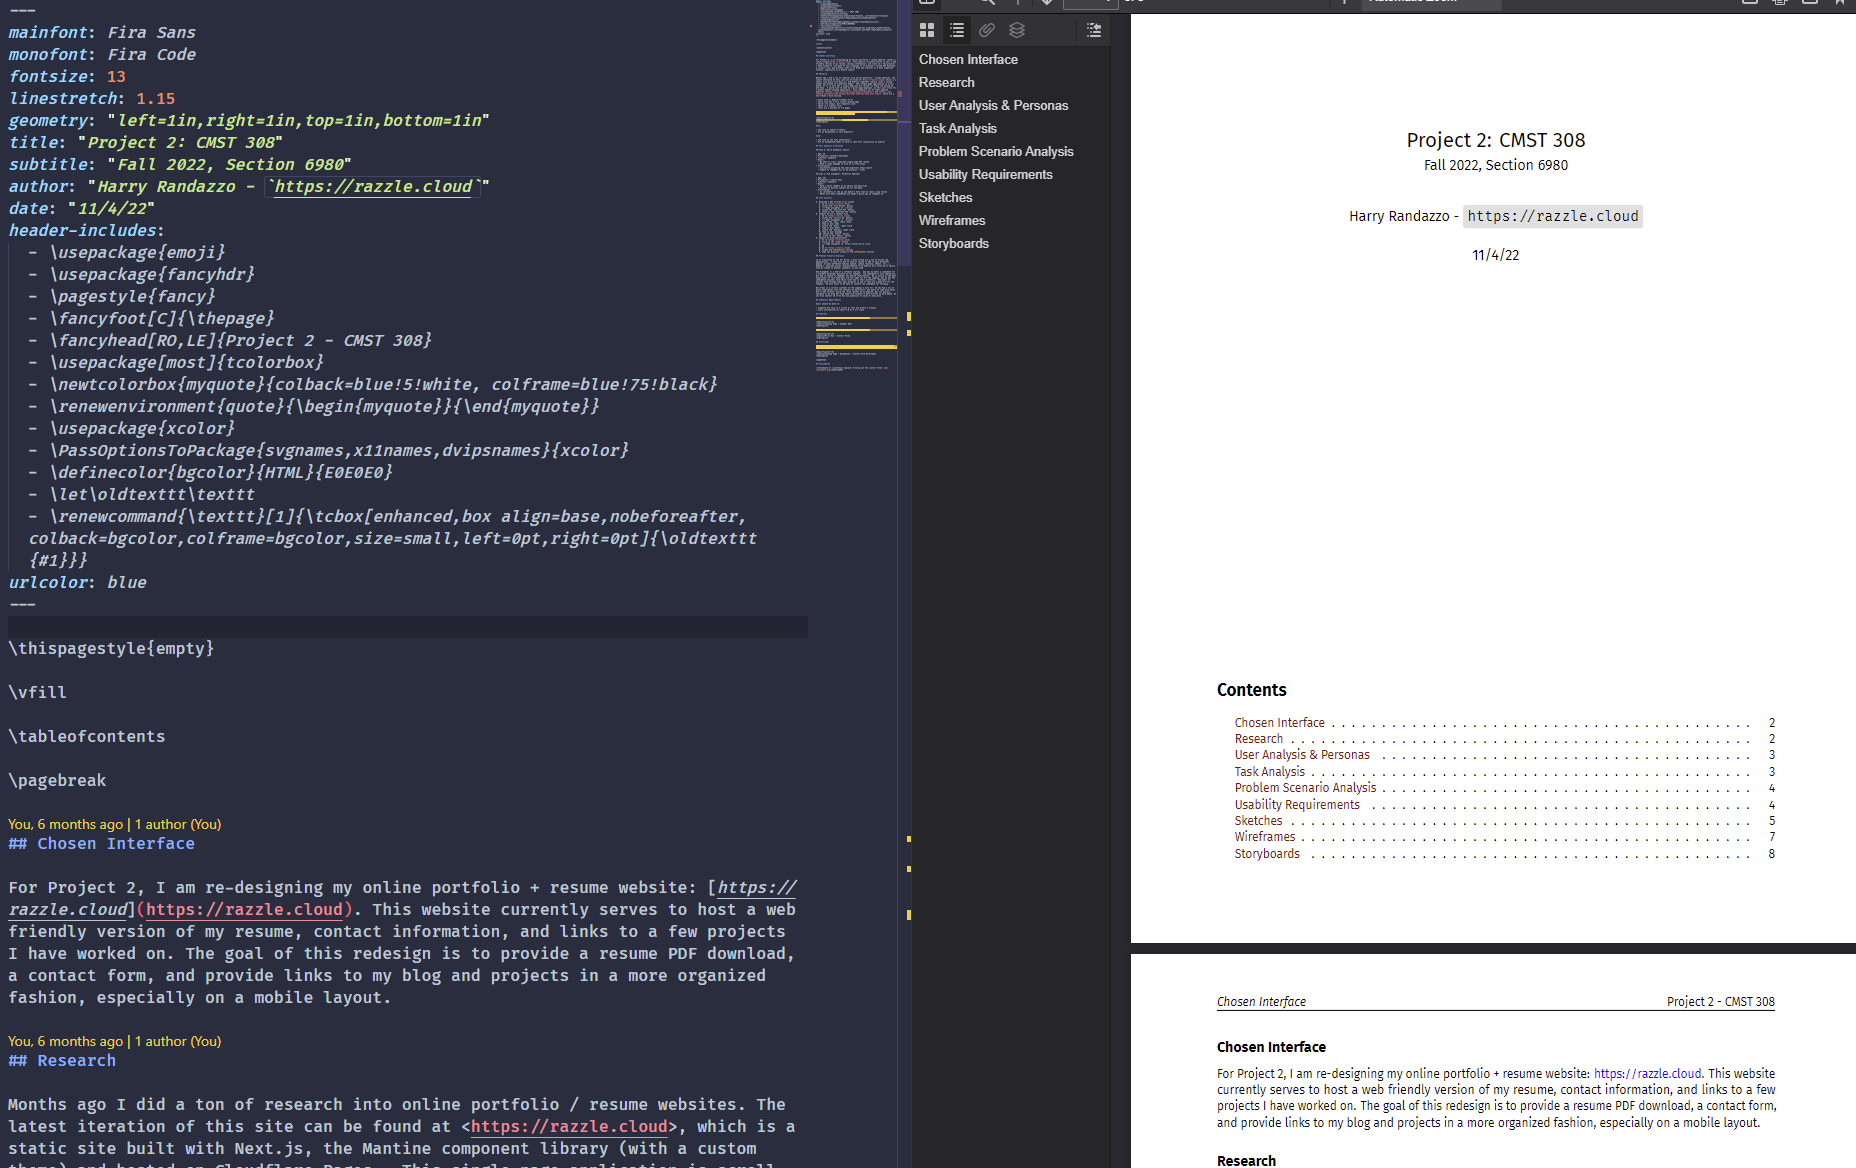 ---
mainfont: Fira Sans
monofont: Fira Code
fontsize: 13
linestretch: 1.15
geometry: "left=1in,right=1in,top=1in,bottom=1in"
title: "Project 2: CMST 308"
subtitle: "Fall 2022, Section 6980"
author: "Harry Randazzo - `https://razzle.cloud`"
date: "11/4/22"
header-includes:
- \usepackage{emoji}
- \usepackage{fancyhdr}
- \pagestyle{fancy}
- \fancyfoot[C]{\thepage}
- \fancyhead[RO,LE]{Project 2 - CMST 308}
- \usepackage[most]{tcolorbox}
- \newtcolorbox{myquote}{colback=blue!5!white, colframe=blue!75!black}
- \renewenvironment{quote}{\begin{myquote}}{\end{myquote}}
- \usepackage{xcolor}
- \PassOptionsToPackage{svgnames,x11names,dvipsnames}{xcolor}
- \definecolor{bgcolor}{HTML}{E0E0E0}
- \let\oldtexttt\texttt
- \renewcommand{\texttt}[1]{\tcbox[enhanced,box align=base,nobeforeafter,
colback=bgcolor,colframe=bgcolor,size=small,left=0pt,right=0pt]{\oldtexttt
{#1}}}
urlcolor: blue
---
\thispagestyle{empty}
\vfill
\tableofcontents
\pagebreak
You, 6 months ago | 1 author (You)
## Chosen Interface
For Project 2, I am re-designing my online portfolio + resume website: [https://
razzle.cloud](https://razzle.cloud). This website currently serves to host a web
friendly version of my resume, contact information, and links to a few projects
I have worked on. The goal of this redesign is to provide a resume PDF download,
a contact form, and provide links to my blog and projects in a more organized
fashion, especially on a mobile layout.
You, 6 months ago | 1 author (You)
## Research
Months ago I did a ton of research into online portfolio / resume websites. The
latest iteration of this site can be found at <https://razzle.cloud>, which is a
static site built with Next.js, the Mantine component library (with a custom
theme) and hosted on Cloudflare Pages. This single page application is
Chosen Interface
Research
User Analysis & Personas
Task Analysis
Problem Scenario Analysis
Usability Requirements
Sketches
Wireframes
Storyboards
Project 2: CMST 308
Fall 2022, Section 6980
Harry Randazzo - https://razzle.cloud
11/4/22
Contents
Chosen Interface . . . . . . . . . . . . . . . . . . . . . . . . . . . . . . . . . . . . . . . . . . 2
Research . . . . . . . . . . . . . . . . . . . . . . . . . . . . . . . . . . . . . . . . . . . . . . 2
User Analysis & Personas . . . . . . . . . . . . . . . . . . . . . . . . . . . . . . . . . . . . . 3
Task Analysis . . . . . . . . . . . . . . . . . . . . . . . . . . . . . . . . . . . . . . . . . . . . 3
Problem Scenario Analysis . . . . . . . . . . . . . . . . . . . . . . . . . . . . . . . . . . . . . 4
Usability Requirements . . . . . . . . . . . . . . . . . . . . . . . . . . . . . . . . . . . . . . 4
Sketches . . . . . . . . . . . . . . . . . . . . . . . . . . . . . . . . . . . . . . . . . . . . . . 5
Wireframes . . . . . . . . . . . . . . . . . . . . . . . . . . . . . . . . . . . . . . . . . . . . . 7
Storyboards . . . . . . . . . . . . . . . . . . . . . . . . . . . . . . . . . . . . . . . . . . . . 8
Chosen Interface Project 2 - CMST 308
Chosen Interface
For Project 2, I am re-designing my online portfolio + resume website: https://razzle.cloud. This website
currently serves to host a web friendly version of my resume, contact information, and links to a few
projects I have worked on. The goal of this redesign is to provide a resume PDF download, a contact form,
and provide links to my blog and projects in a more organized fashion, especially on a mobile layout.
Research